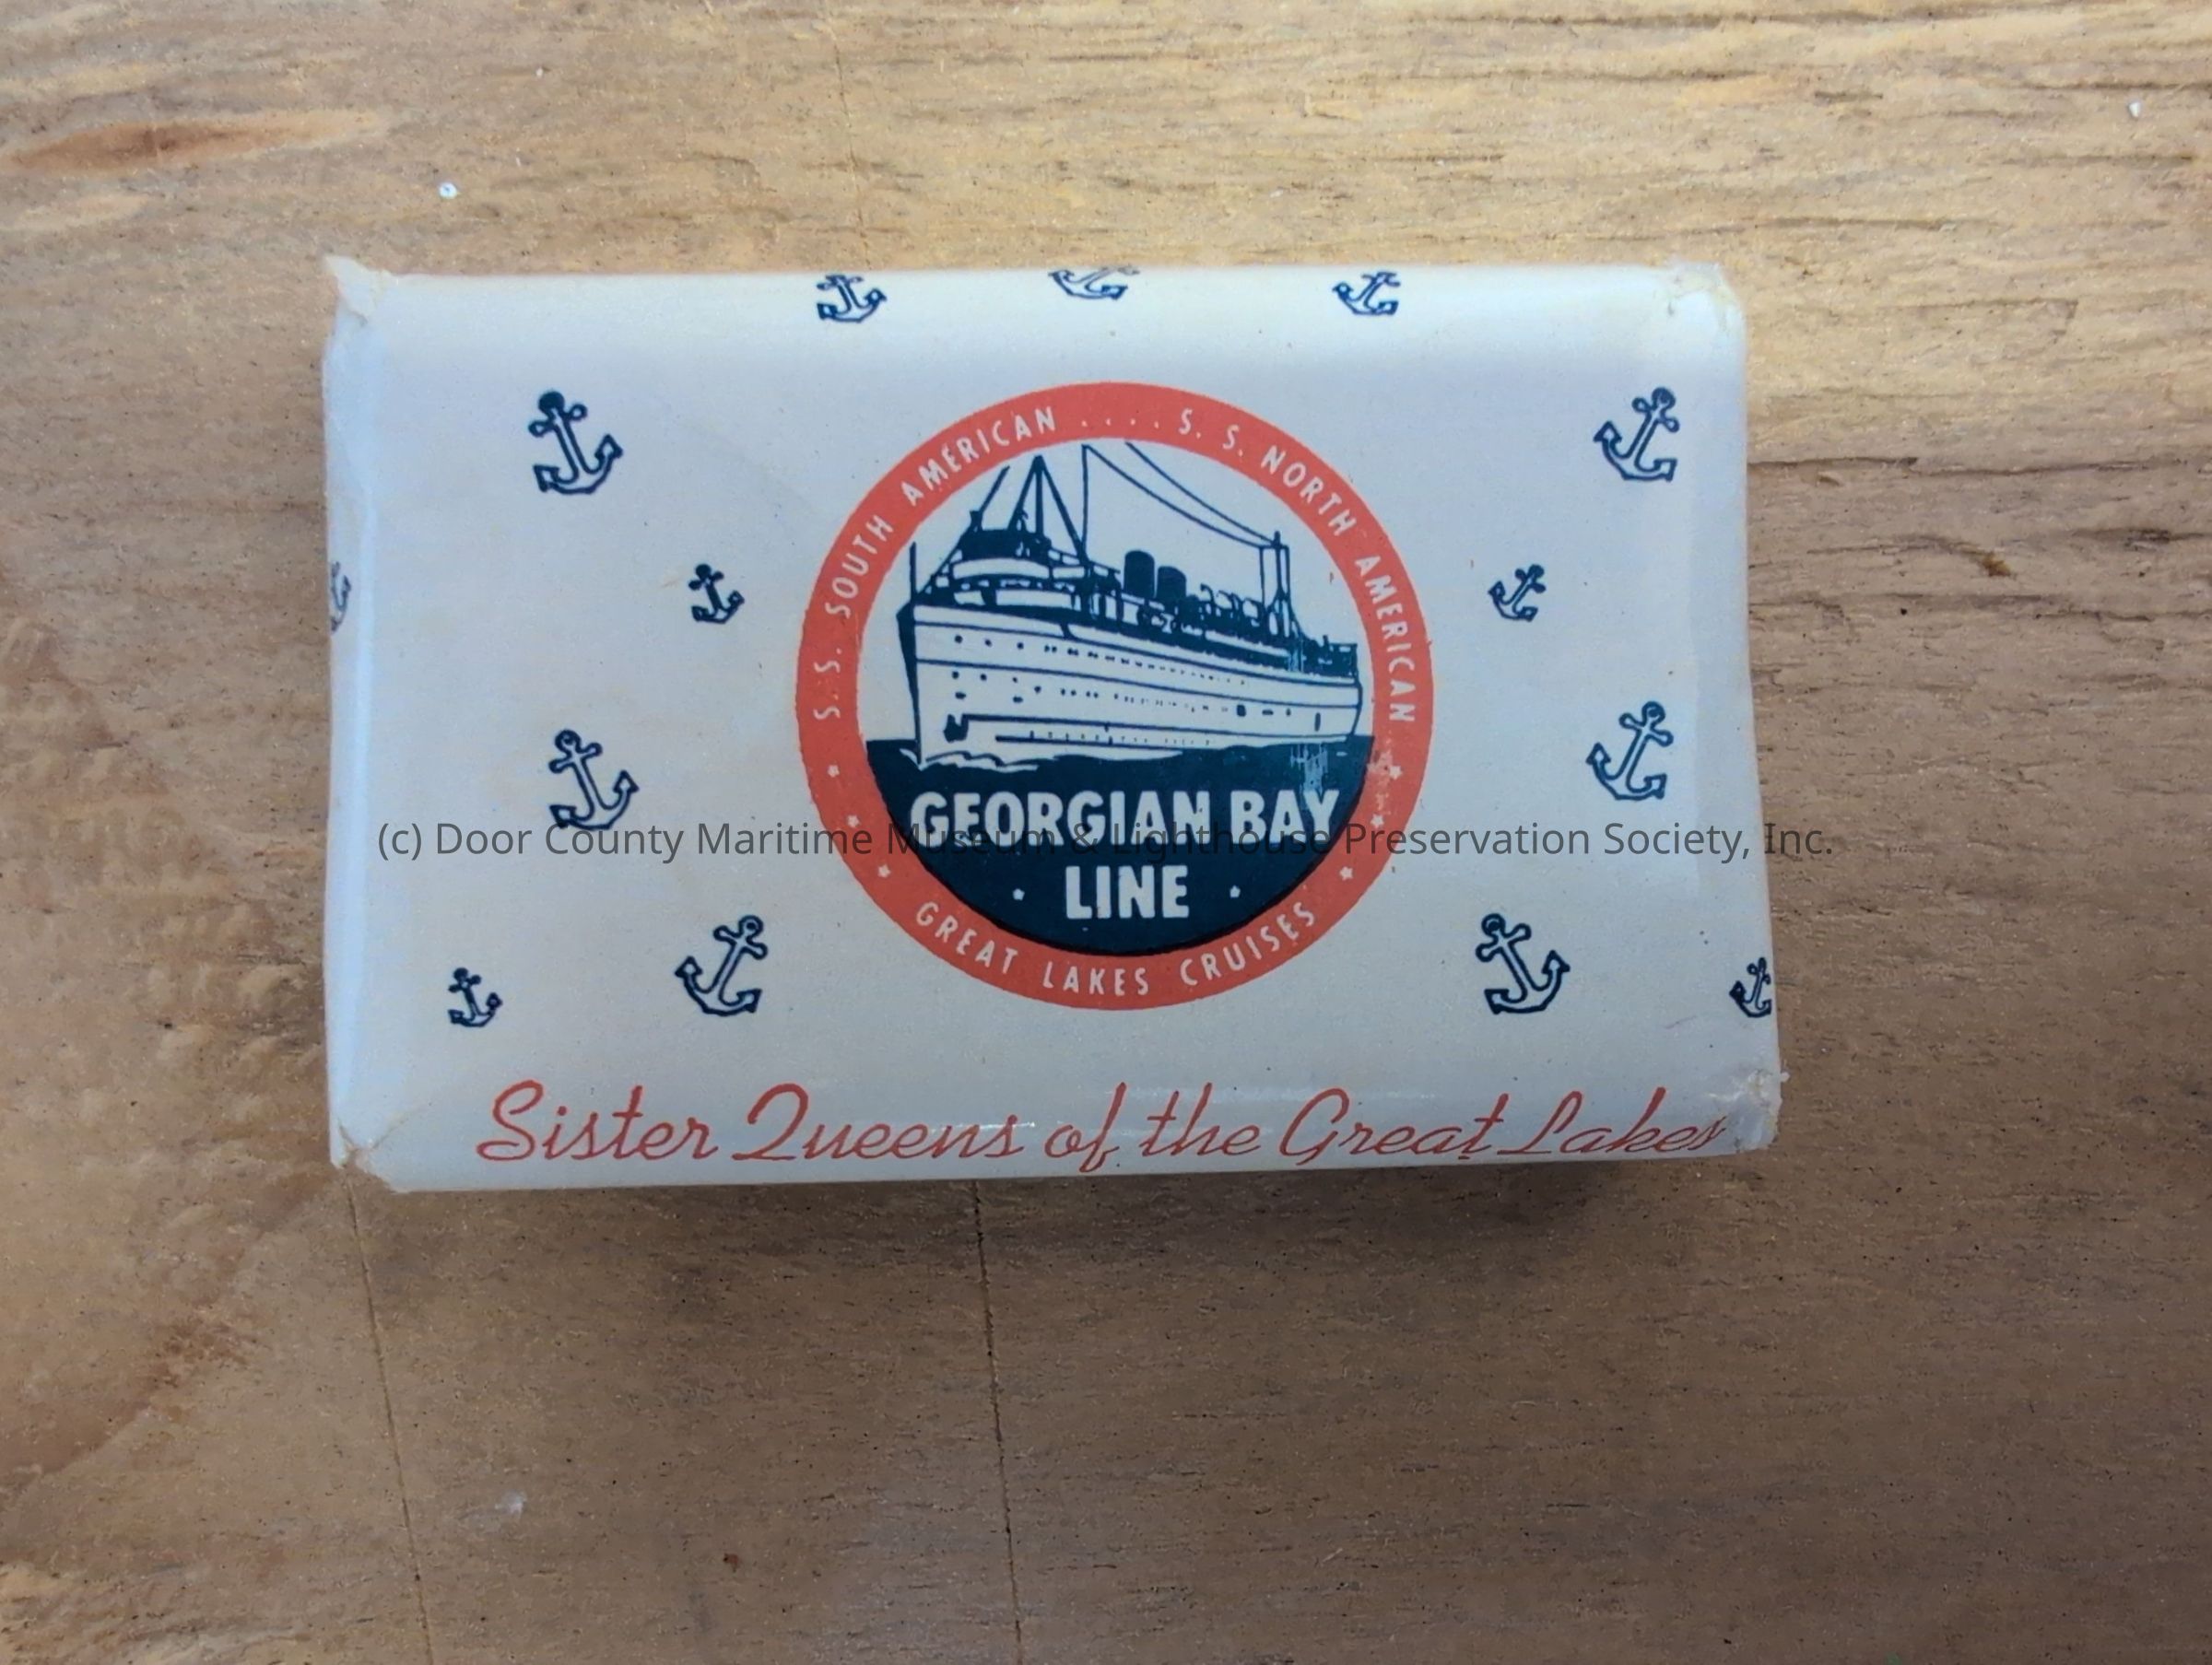 S. S. SOUTH AMERICAN . . . . S. S. NORTH AMERICAN
GEORGIAN BAY
LINE
GREAT LAKES CRUISES
Sister Queens of the Great Lakes
(c) Door County Maritime Museum & Lighthouse Preservation Society, Inc.